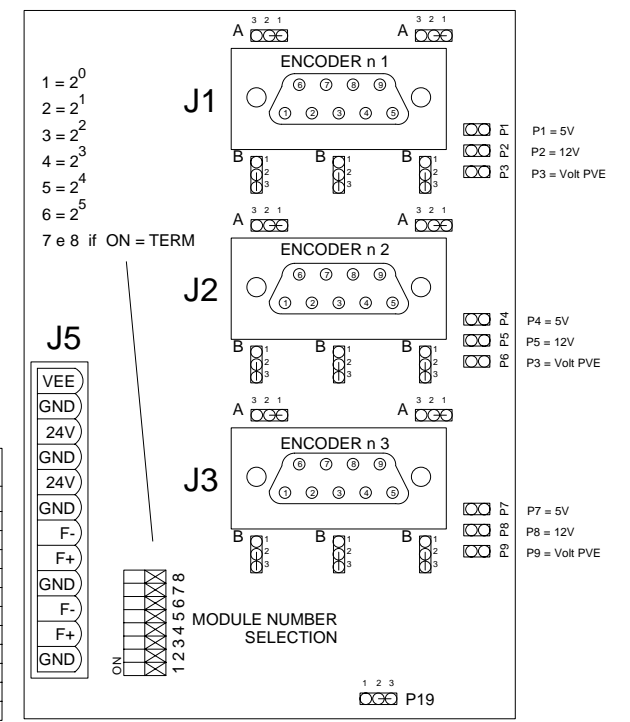 3 2 1
A
3 2 1
A
ENCODER n 1
J1
6 7 8 9
1 2 3 4 5
B 1 2 3
B 1 2 3
B 1 2 3
1 = 2^0
2 = 2^1
3 = 2^2
4 = 2^3
5 = 2^4
6 = 2^5
7 e 8 if ON = TERM
P1 P1 = 5V
P2 P2 = 12V
P3 P3 = Volt PVE
3 2 1
A
3 2 1
A
ENCODER n 2
J2
6 7 8 9
1 2 3 4 5
B 1 2 3
B 1 2 3
B 1 2 3
P4 P4 = 5V
P5 P5 = 12V
P6 P3 = Volt PVE
3 2 1
A
3 2 1
A
ENCODER n 3
J3
6 7 8 9
1 2 3 4 5
B 1 2 3
B 1 2 3
B 1 2 3
P7 P7 = 5V
P8 P8 = 12V
P9 P9 = Volt PVE
J5
VEE
GND
24V
GND
24V
GND
F-
F+
GND
F-
F+
GND
ON
1 2 3 4 5 6 7 8
MODULE NUMBER
SELECTION
1 2 3
P19